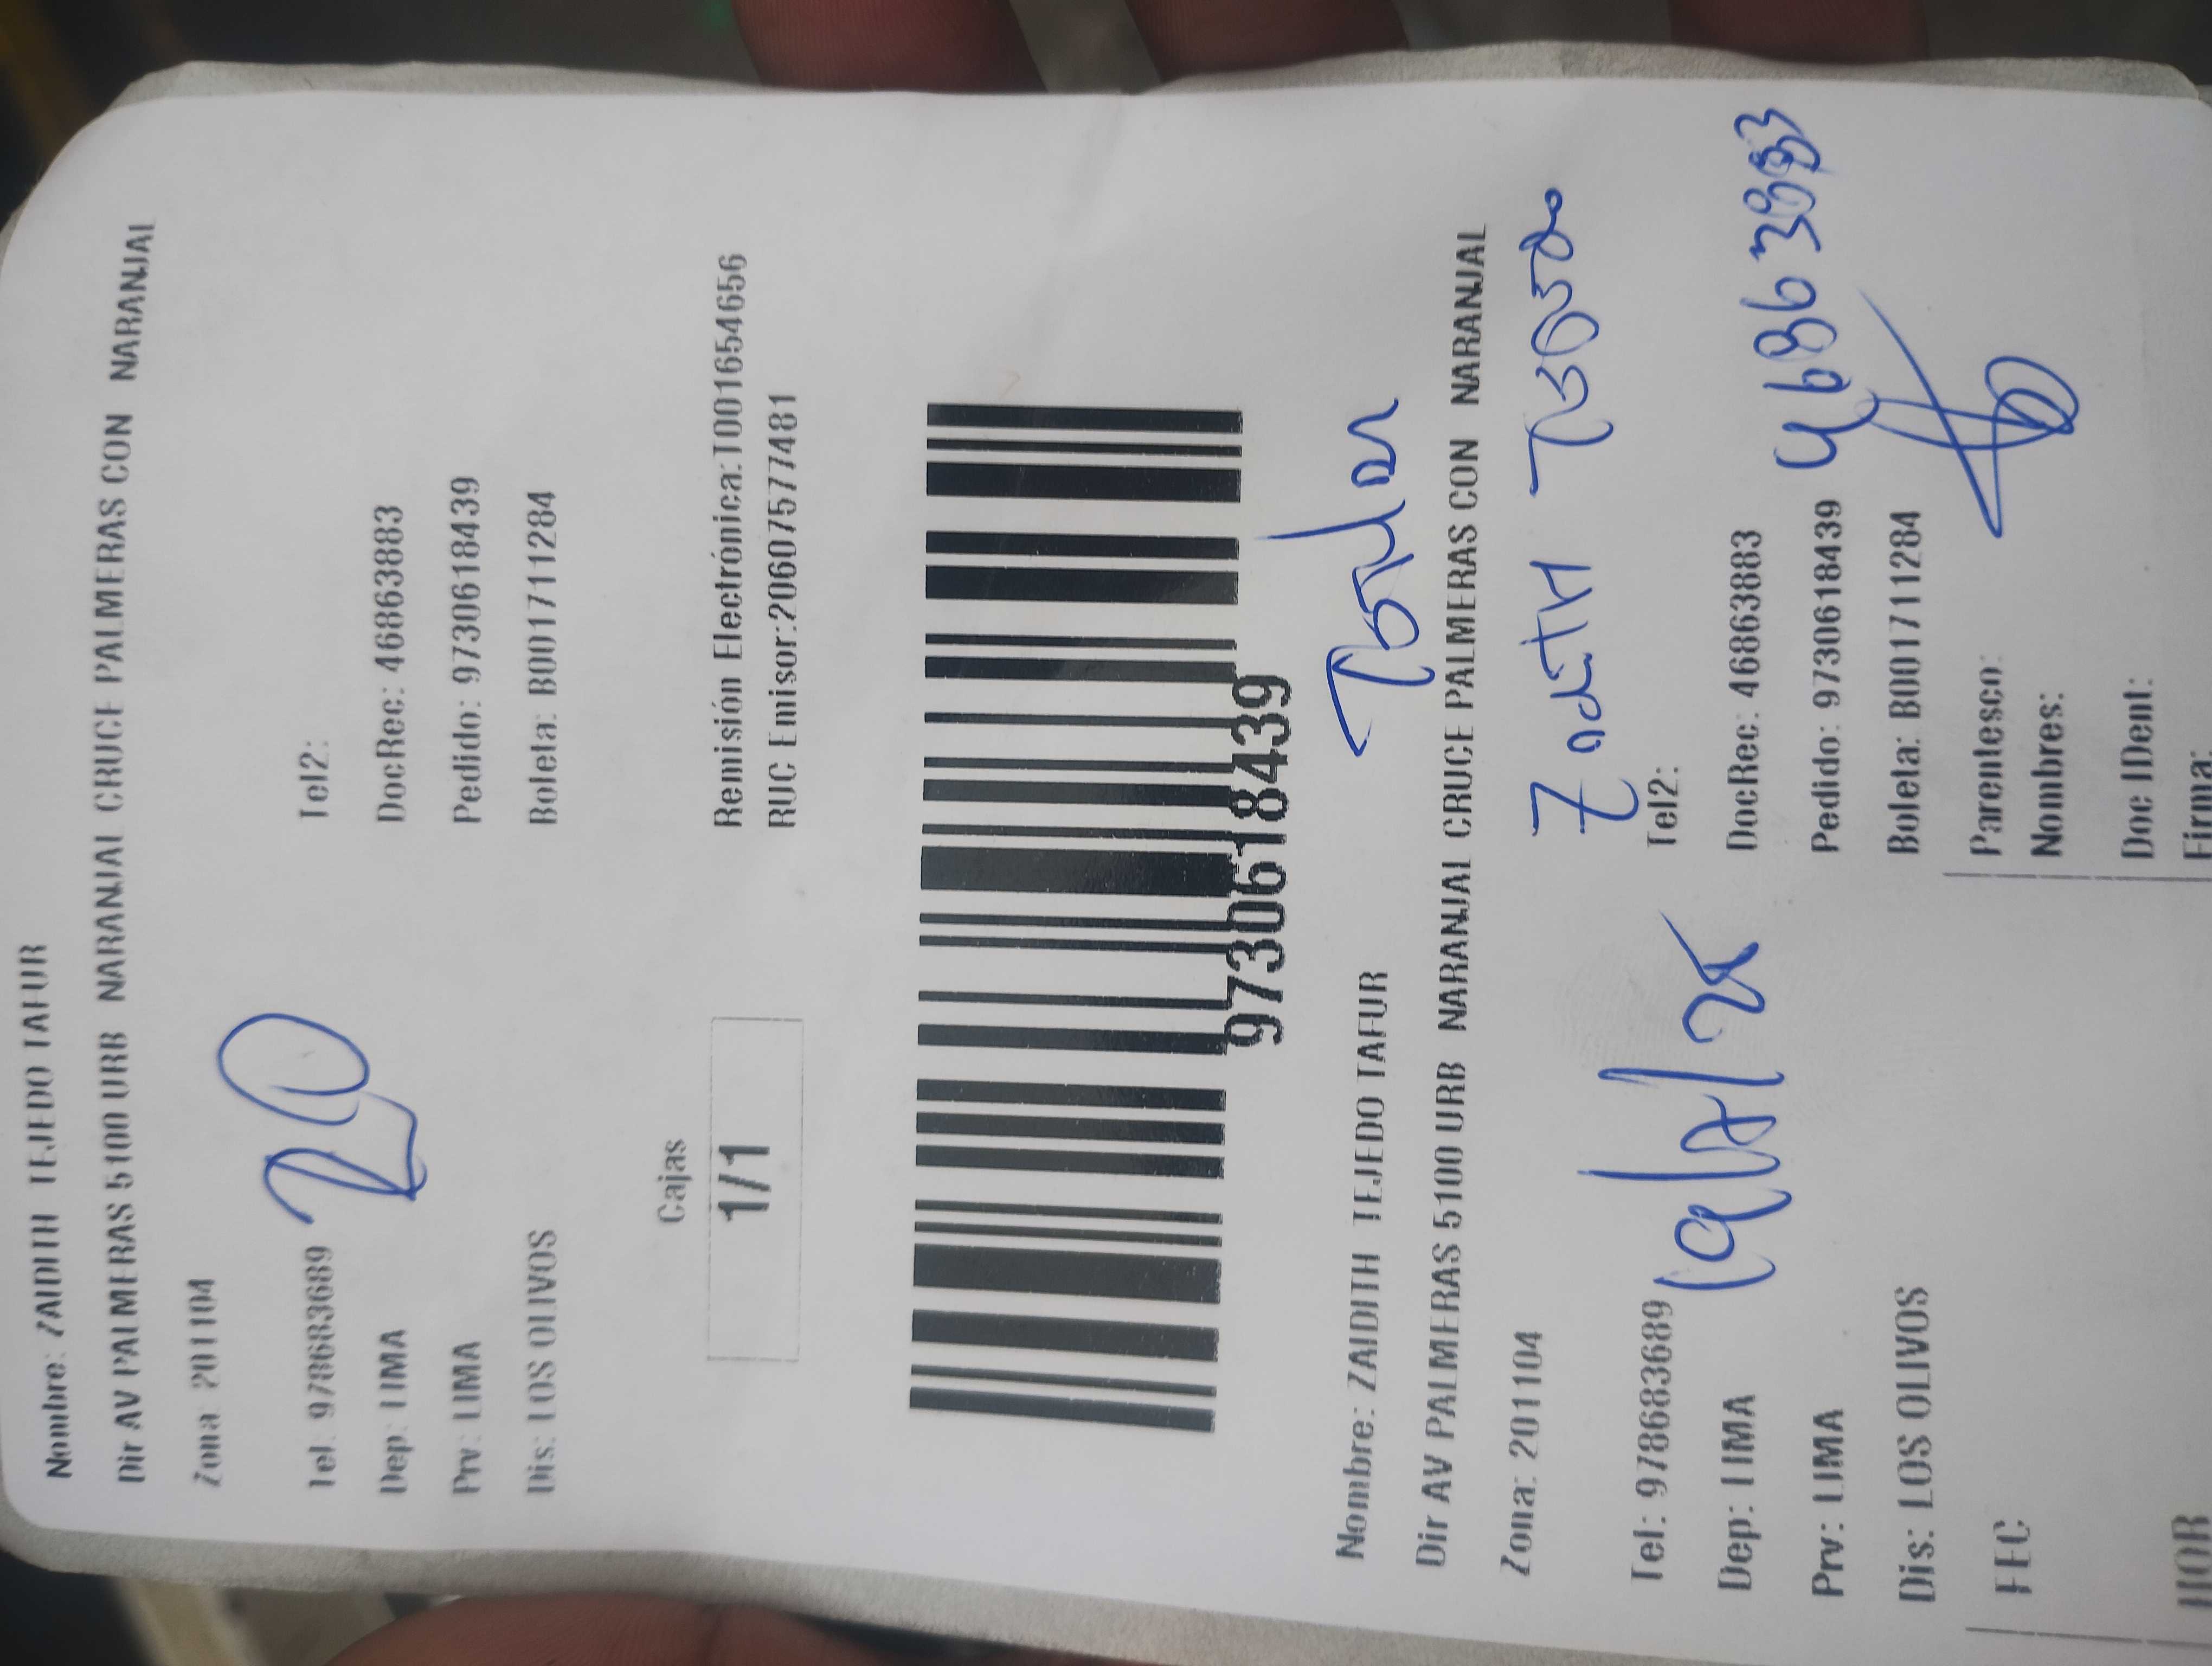 Nombre: ZAIDITH TEJEDO TAFUR
Dir AV PALMERAS 5100 URB NARANJAL CRUCE PALMERAS CON NARANJAL
Zona 201104
20
Tel: 978683689 Tel2:
Dep: LIMA DocRec: 46863883
Prv: LIMA Pedido: 9730618439
Dis: LOS OLIVOS Boleta: B001711284
Cajas
1/1
Remisión Electrónica:T001654656
RUC Emisor:20607577481
9730618439
Nombre: ZAIDITH TEJEDO TAFUR
Dir AV PALMERAS 5100 URB NARANJAL CRUCE PALMERAS CON NARANJAL
Zona: 201104
Tel: 978683689 Tel2:
46863883
Dep: LIMA DocRec: 46863883
Prv: LIMA Pedido: 9730618439
Dis: LOS OLIVOS Boleta: B001711284
FEC Parentesco:
Nombres:
Doc IDent:
HOR Firma: